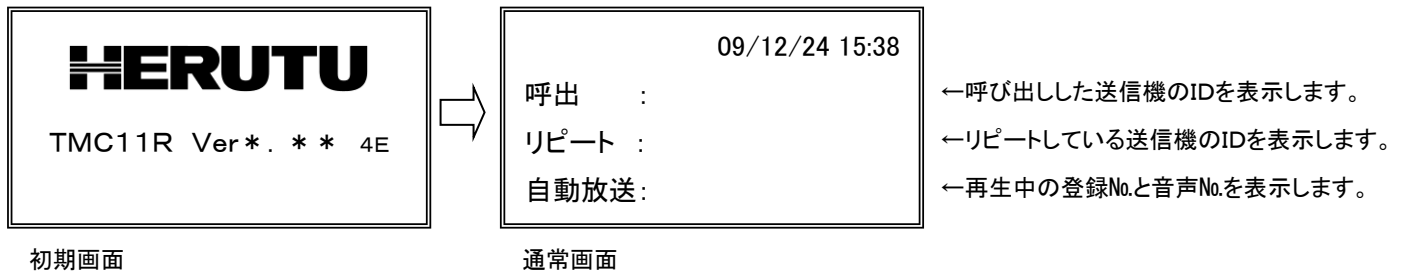 HERUTU
TMC11R Ver*. ** 4E
初期画面
09/12/24 15:38
呼出 :
リピート :
自動放送:
通常画面
←呼び出しした送信機のIDを表示します。
←リピートしている送信機のIDを表示します。
←再生中の登録№と音声№を表示します。